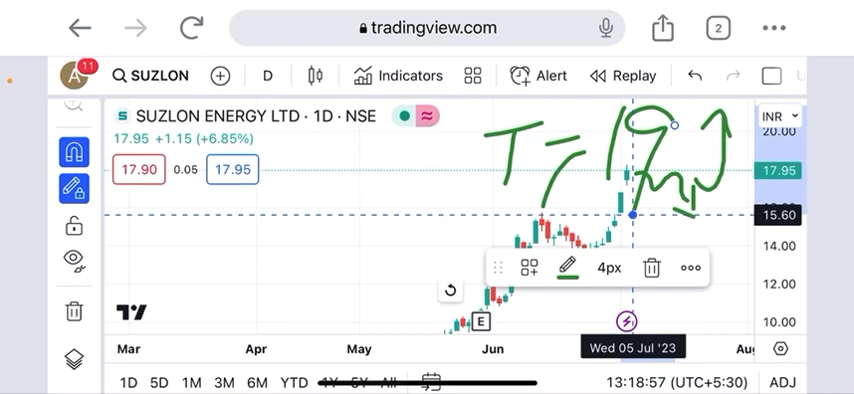 tradingview.com
2
A
11
SUZLON
D
Indicators
Alert
Replay
SUZLON ENERGY LTD · 1D · NSE
INR
20.00
17.95 +1.15 (+6.85%)
17.90
0.05
17.95
17.95
15.60
14.00
4px
12.00
E
10.00
Mar
Apr
May
Jun
Wed 05 Jul '23
1D
5D
1M
3M
6M
YTD
1Y
5Y
All
13:18:57 (UTC+5:30)
ADJ